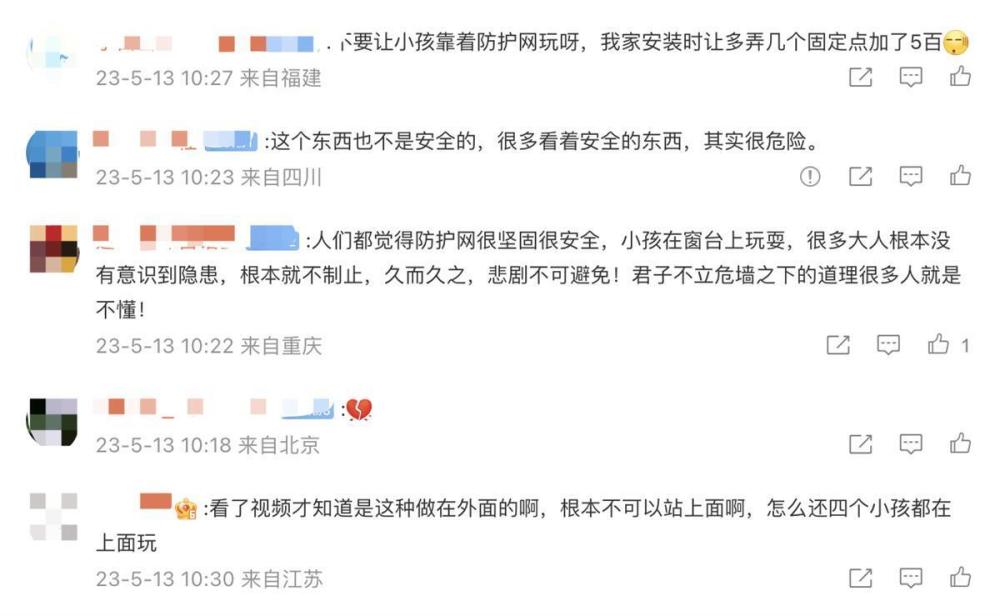 不要让小孩靠着防护网玩呀，我家安装时让多弄几个固定点加了5百
23-5-13 10:27 来自福建
:这个东西也不是安全的，很多看着安全的东西，其实很危险。
23-5-13 10:23 来自四川
:人们都觉得防护网很坚固很安全，小孩在窗台上玩耍，很多大人根本没
有意识到隐患，根本就不制止，久而久之，悲剧不可避免！君子不立危墙之下的道理很多人就是
不懂！
23-5-13 10:22 来自重庆
1
:💔
23-5-13 10:18 来自北京
:看了视频才知道是这种做在外面的啊，根本不可以站上面啊，怎么还四个小孩都在
上面玩
23-5-13 10:30 来自江苏